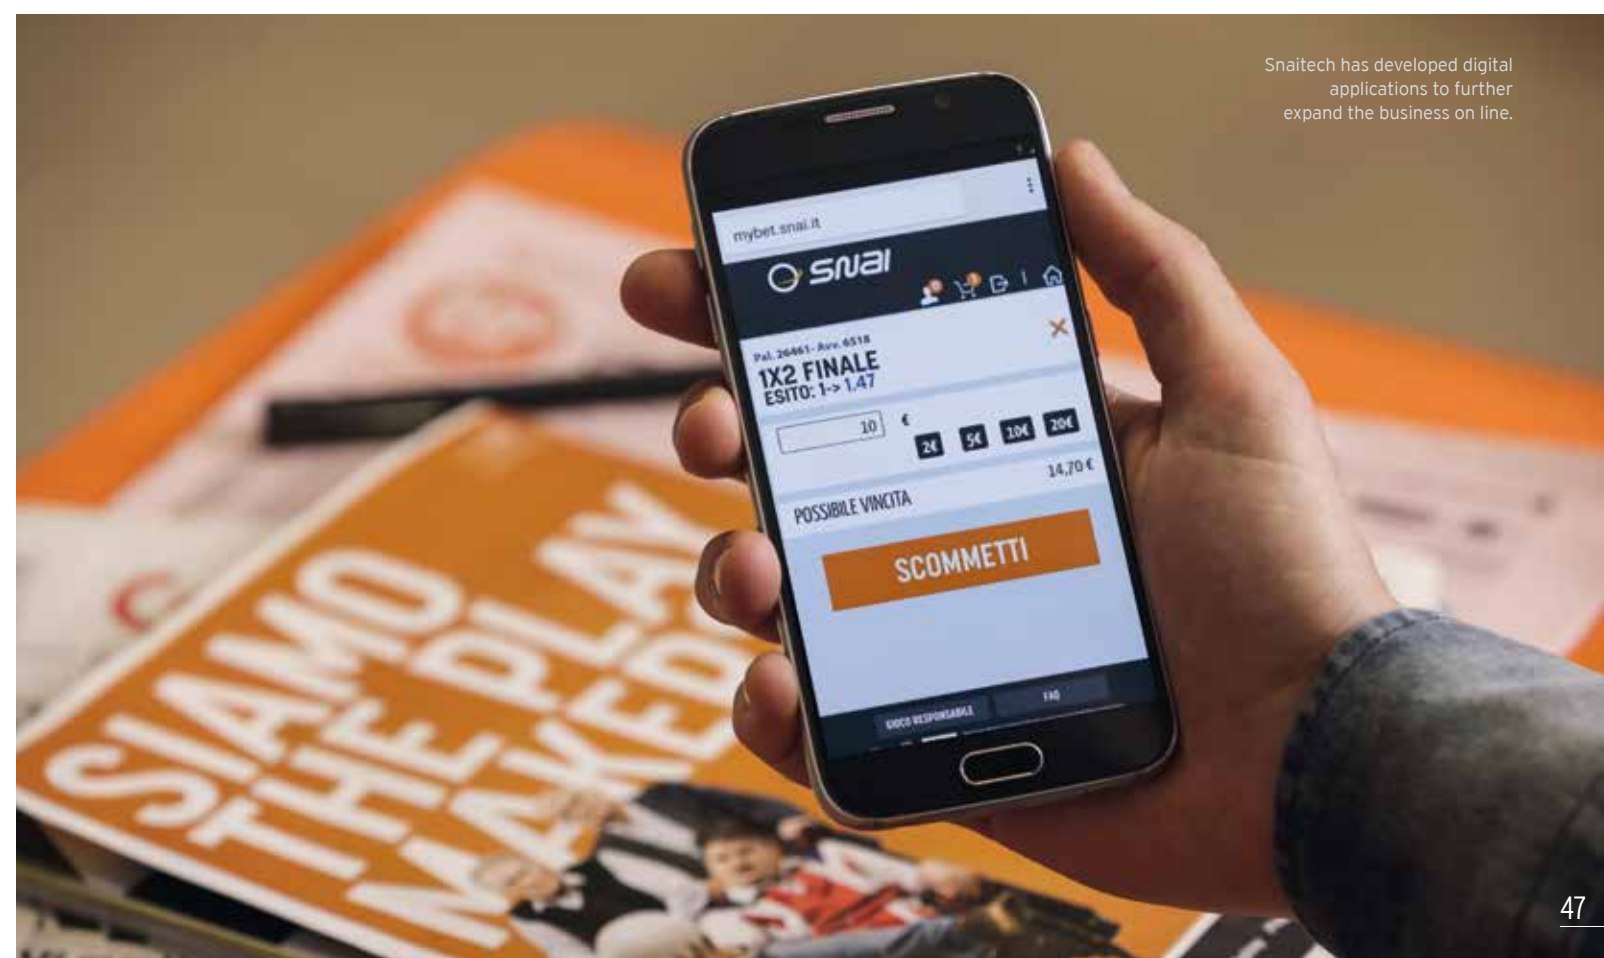 Snaitech has developed digital
applications to further
expand the business on line.
mybet.snai.it
snai
Pal. 26461- Avv. 6518
1X2 FINALE
ESITO: 1-> 1.47
10 €
2€ 5€ 10€ 20€
POSSIBILE VINCITA 14,70 €
SCOMMETTI
GIOCO RESPONSABILE FAQ
SIAMO
THE PLAY
MAKERS
47